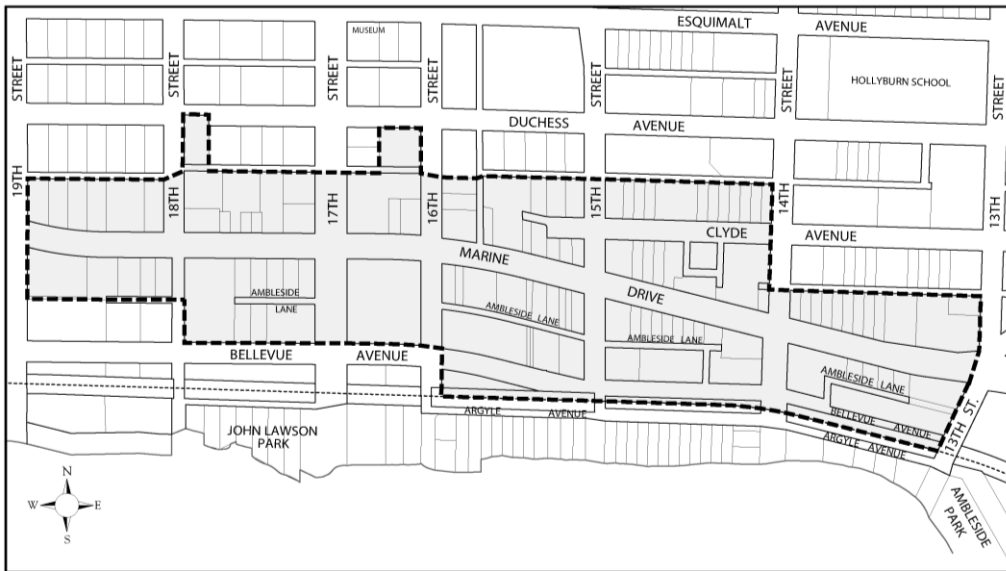 ESQUIMALT AVENUE
MUSEUM
STREET
STREET
STREET
STREET
STREET
STREET
STREET
HOLLYBURN SCHOOL
DUCHESS AVENUE
19TH
18TH
17TH
16TH
15TH
14TH
13TH
CLYDE AVENUE
MARINE DRIVE
AMBLESIDE
LANE
AMBLESIDE LANE
AMBLESIDE LANE
AMBLESIDE LANE
BELLEVUE AVENUE
ARGYLE AVENUE
BELLEVUE AVENUE
ARGYLE AVENUE
13TH ST.
JOHN LAWSON
PARK
AMBLESIDE
PARK
N
W E
S